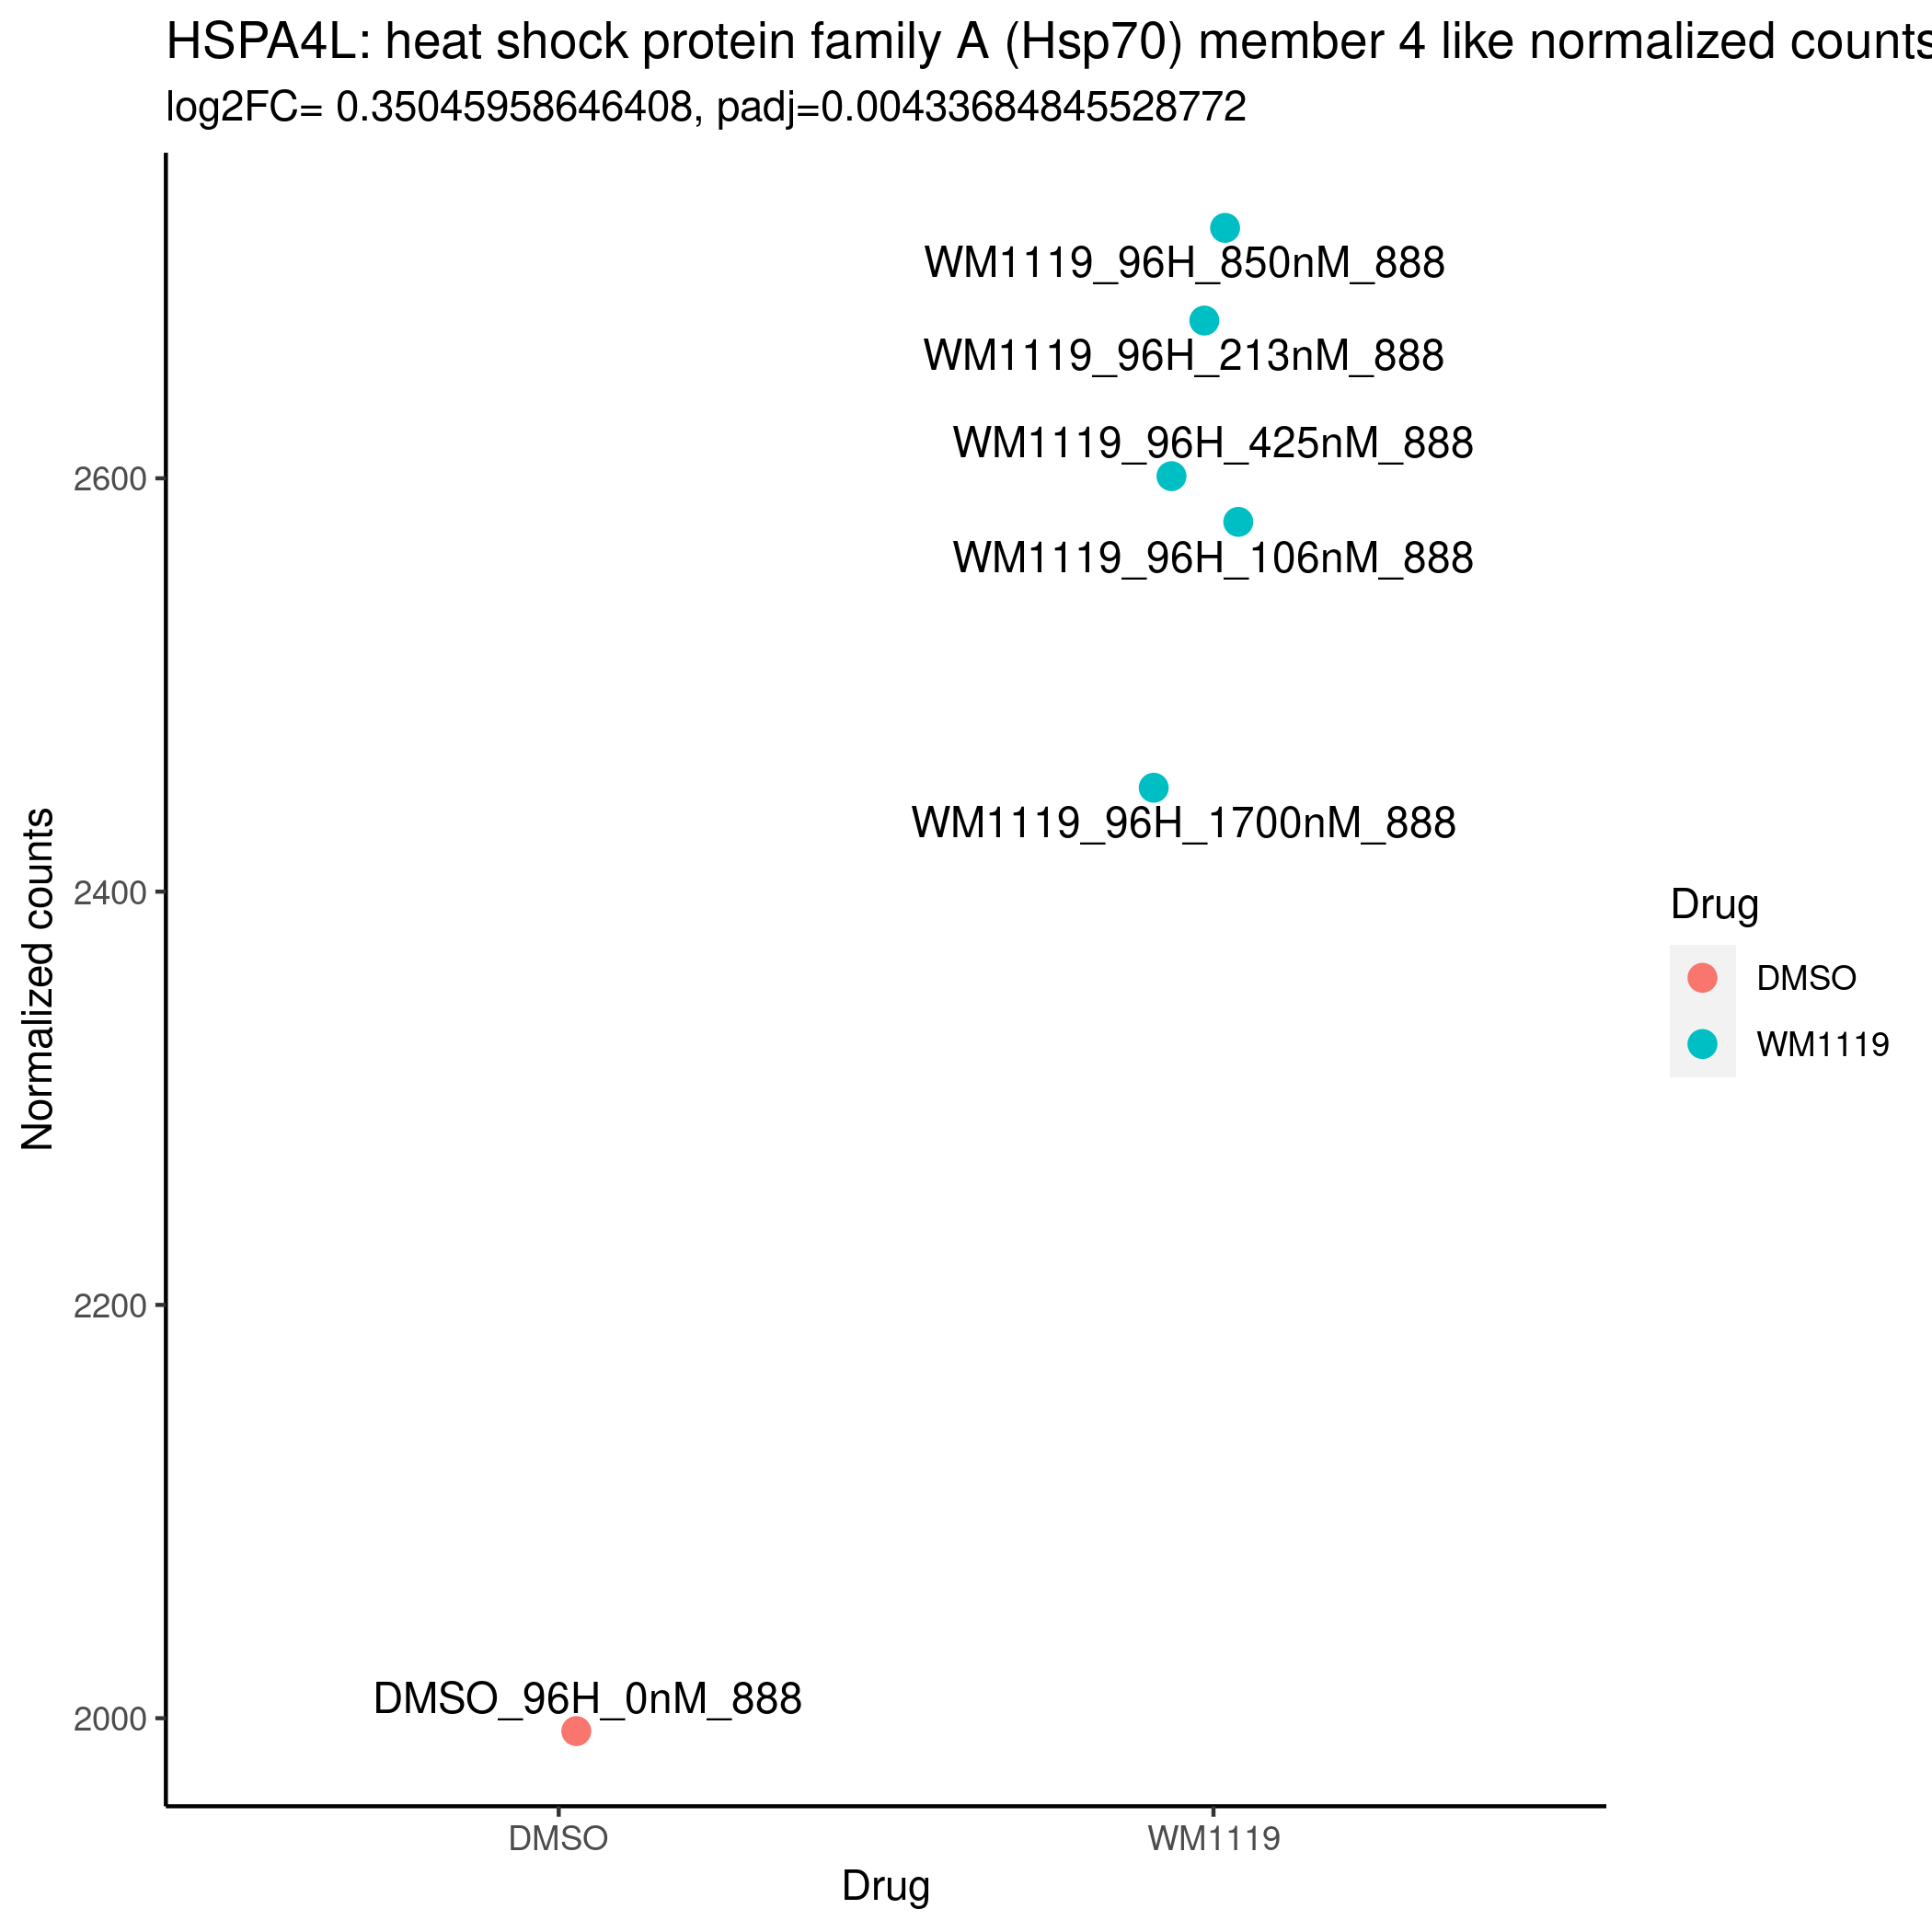 HSPA4L: heat shock protein family A (Hsp70) member 4 like normalized counts
log2FC= 0.35045958646408, padj=0.00433684845528772
WM1119_96H_850nM_888
WM1119_96H_213nM_888
WM1119_96H_425nM_888
2600
WM1119_96H_106nM_888
WM1119_96H_1700nM_888
2400
Normalized counts
Drug
DMSO
WM1119
2200
DMSO_96H_0nM_888
2000
DMSO
WM1119
Drug